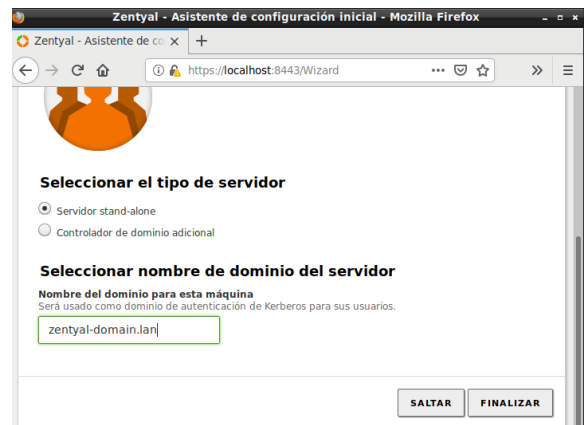 Zentyal - Asistente de configuración inicial - Mozilla Firefox
Zentyal - Asistente de co
https://localhost:8443/Wizard
Seleccionar el tipo de servidor
Servidor stand-alone
Controlador de dominio adicional
Seleccionar nombre de dominio del servidor
Nombre del dominio para esta máquina
Será usado como dominio de autenticación de Kerberos para sus usuarios.
zentyal-domain.lan
SALTAR FINALIZAR